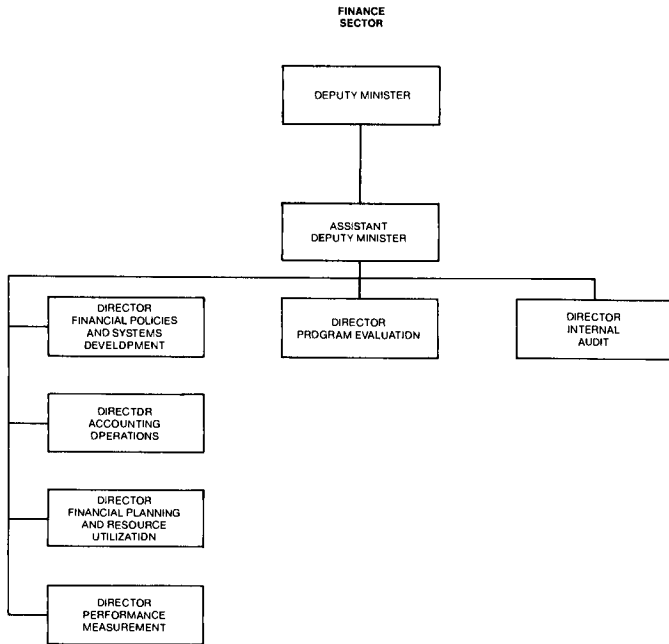 FINANCE
SECTOR
DEPUTY MINISTER
ASSISTANT
DEPUTY MINISTER
DIRECTOR
FINANCIAL POLICIES
AND SYSTEMS
DEVELOPMENT
DIRECTOR
PROGRAM EVALUATION
DIRECTOR
INTERNAL
AUDIT
DIRECTOR
ACCOUNTING
OPERATIONS
DIRECTOR
FINANCIAL PLANNING
AND RESOURCE
UTILIZATION
DIRECTOR
PERFORMANCE
MEASUREMENT